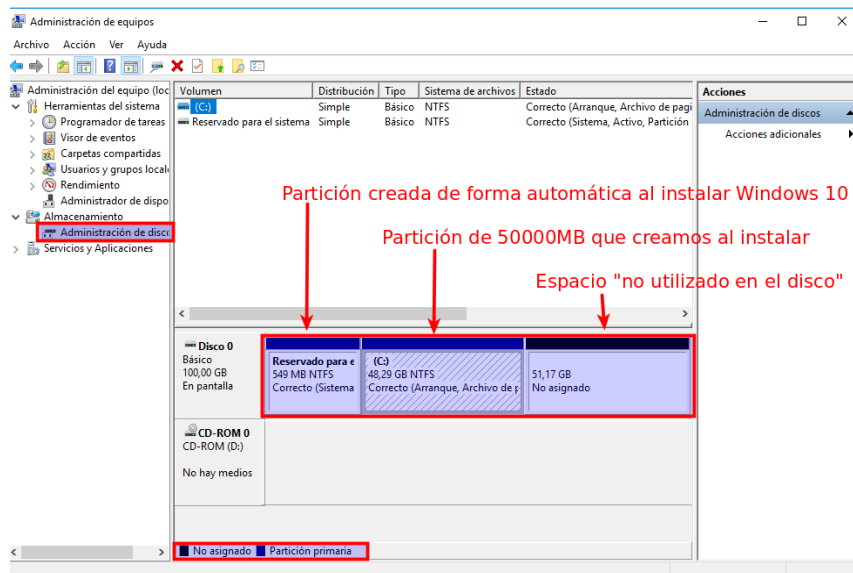 Administración de equipos
Archivo Acción Ver Ayuda
Administración del equipo (loc
Herramientas del sistema
Programador de tareas
Visor de eventos
Carpetas compartidas
Usuarios y grupos local
Rendimiento
Administrador de dispo
Almacenamiento
Administración de disc
Servicios y Aplicaciones
Volumen Distribución Tipo Sistema de archivos Estado
(C:) Simple Básico NTFS Correcto (Arranque, Archivo de pagi
Reservado para el sistema Simple Básico NTFS Correcto (Sistema, Activo, Partición
Acciones
Administración de discos
Acciones adicionales
Partición creada de forma automática al instalar Windows 10
Partición de 50000MB que creamos al instalar
Espacio "no utilizado en el disco"
Disco 0
Básico
100,00 GB
En pantalla
Reservado para e
549 MB NTFS
Correcto (Sistema
(C:)
48,29 GB NTFS
Correcto (Arranque, Archivo de p
51,17 GB
No asignado
CD-ROM 0
CD-ROM (D:)
No hay medios
No asignado Partición primaria